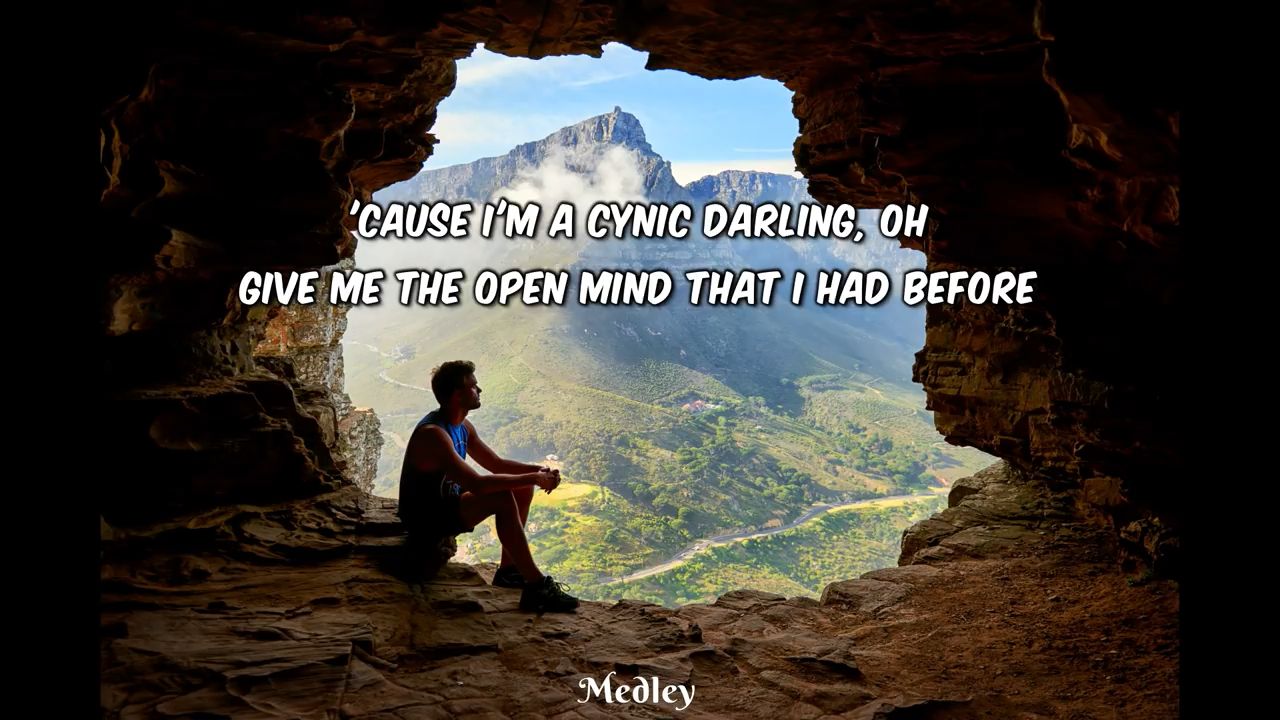 'CAUSE I'M A CYNIC DARLING, OH
GIVE ME THE OPEN MIND THAT I HAD BEFORE
Medley